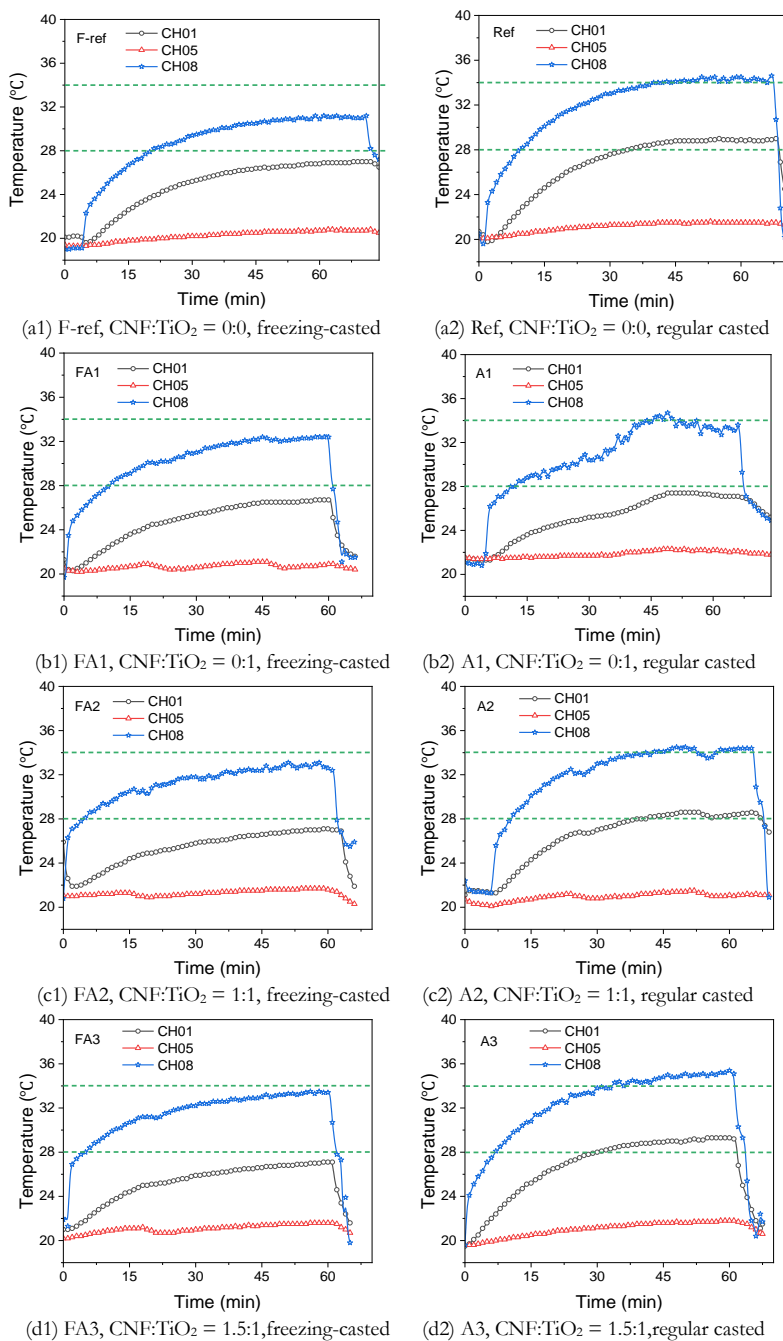 F-ref
CH01
CH05
CH08
40
36
32
28
24
20
Temperature (℃)
0 15 30 45 60
Time (min)
(a1) F-ref, CNF:TiO₂ = 0:0, freezing-casted
Ref
CH01
CH05
CH08
40
36
32
28
24
20
Temperature (℃)
0 15 30 45 60
Time (min)
(a2) Ref, CNF:TiO₂ = 0:0, regular casted
FA1
CH01
CH05
CH08
40
36
32
28
24
20
Temperature (℃)
0 15 30 45 60
Time (min)
(b1) FA1, CNF:TiO₂ = 0:1, freezing-casted
A1
CH01
CH05
CH08
40
36
32
28
24
20
Temperature (℃)
0 15 30 45 60
Time (min)
(b2) A1, CNF:TiO₂ = 0:1, regular casted
FA2
CH01
CH05
CH08
40
36
32
28
24
20
Temperature (℃)
0 15 30 45 60
Time (min)
(c1) FA2, CNF:TiO₂ = 1:1, freezing-casted
A2
CH01
CH05
CH08
40
36
32
28
24
20
Temperature (℃)
0 15 30 45 60
Time (min)
(c2) A2, CNF:TiO₂ = 1:1, regular casted
FA3
CH01
CH05
CH08
40
36
32
28
24
20
Temperature (℃)
0 15 30 45 60
Time (min)
(d1) FA3, CNF:TiO₂ = 1.5:1,freezing-casted
A3
CH01
CH05
CH08
40
36
32
28
24
20
Temperature (℃)
0 15 30 45 60
Time (min)
(d2) A3, CNF:TiO₂ = 1.5:1,regular casted